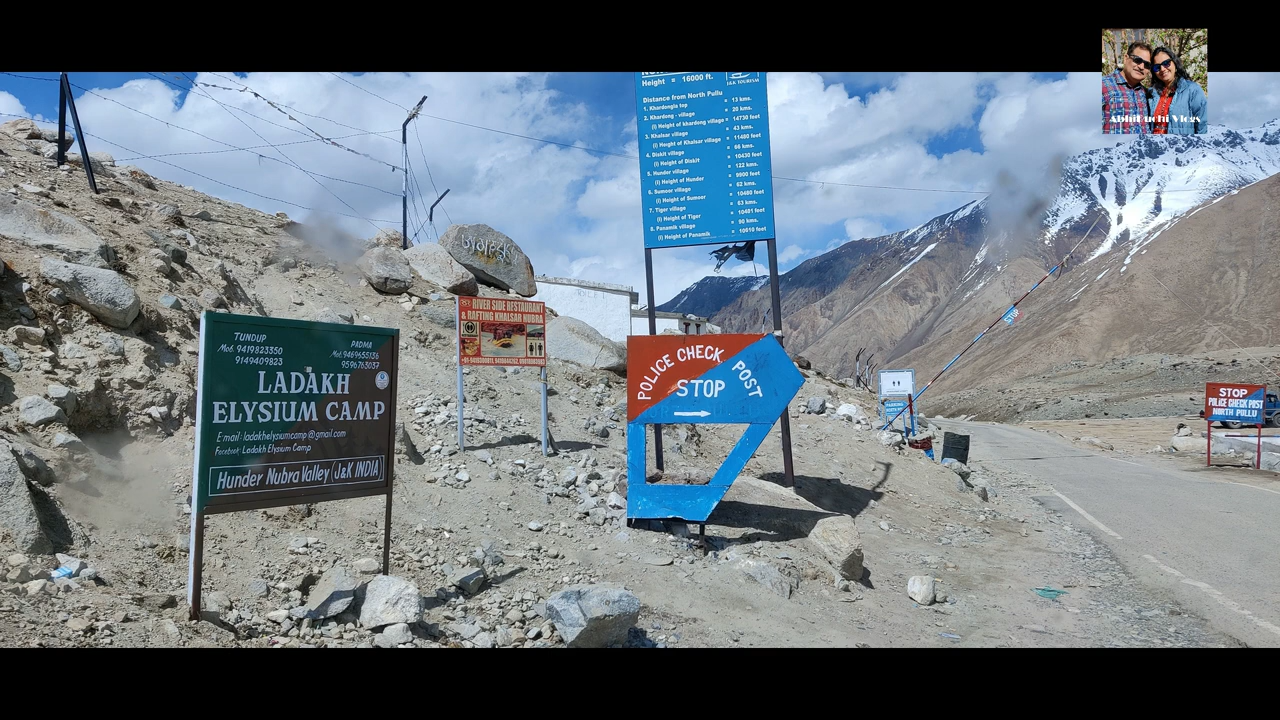 Height = 16000 ft.
J&K TOURISM
Distance from North Pullu
1. Khardongla top = 13 kms.
2. Khardong - village = 20 kms.
(i) Height of khardong village = 14730 feet
3. Khalsar village = 43 kms.
(i) Height of Khalsar village = 11480 feet
4. Diskit village = 66 kms.
(i) Height of Diskit = 10430 feet
5. Hunder village = 122 kms.
(i) Height of Hunder = 9900 feet
6. Sumoor village = 62 kms.
(i) Height of Sumoor = 10480 feet
7. Tiger village = 63 kms.
(i) Height of Tiger = 10481 feet
8. Panamik village = 90 kms.
(i) Height of Panamik = 10610 feet
POLICE CHECK POST
STOP
RIVER SIDE RESTAURANT
& RAFTING KHALSAR NUBRA
TUNDUP
Mob. 9419823350
9149409823
PADMA
Mob. 9469655136
9596763037
LADAKH
ELYSIUM CAMP
Email: ladakhelysiumcamp@gmail.com
Facebook: Ladakh Elysium Camp
Hunder Nubra Valley (J&K INDIA)
STOP
STOP
POLICE CHECK POST
NORTH PULLU
AbhiRuchi Vlogs